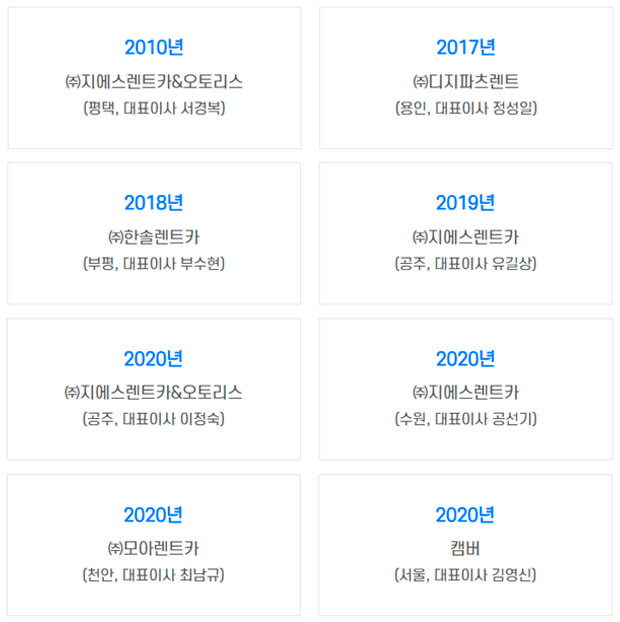 2010년
㈜지에스렌트카&오토리스
(평택, 대표이사 서경복)
2017년
㈜디지파츠렌트
(용인, 대표이사 정성일)
2018년
㈜한솔렌트카
(부평, 대표이사 부수현)
2019년
㈜지에스렌트카
(공주, 대표이사 유길상)
2020년
㈜지에스렌트카&오토리스
(공주, 대표이사 이정숙)
2020년
㈜지에스렌트카
(수원, 대표이사 공선기)
2020년
㈜모아렌트카
(천안, 대표이사 최남규)
2020년
캠버
(서울, 대표이사 김영신)